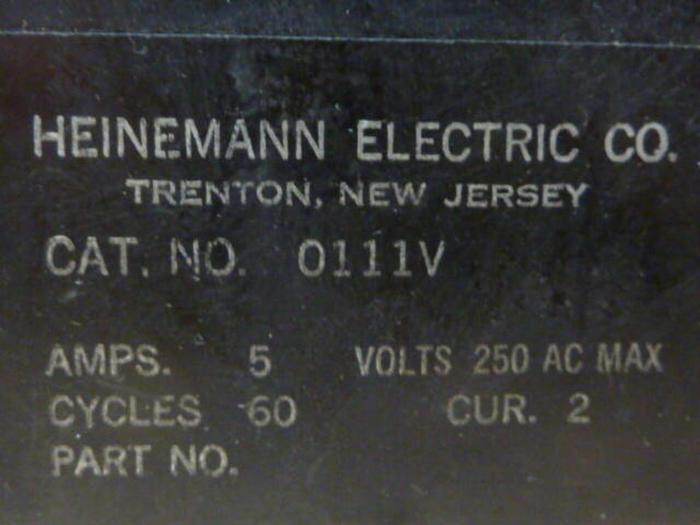 HEINEMANN ELECTRIC CO.
TRENTON, NEW JERSEY
CAT. NO. 0111V
AMPS. 5 VOLTS 250 AC MAX
CYCLES 60 CUR. 2
PART NO.